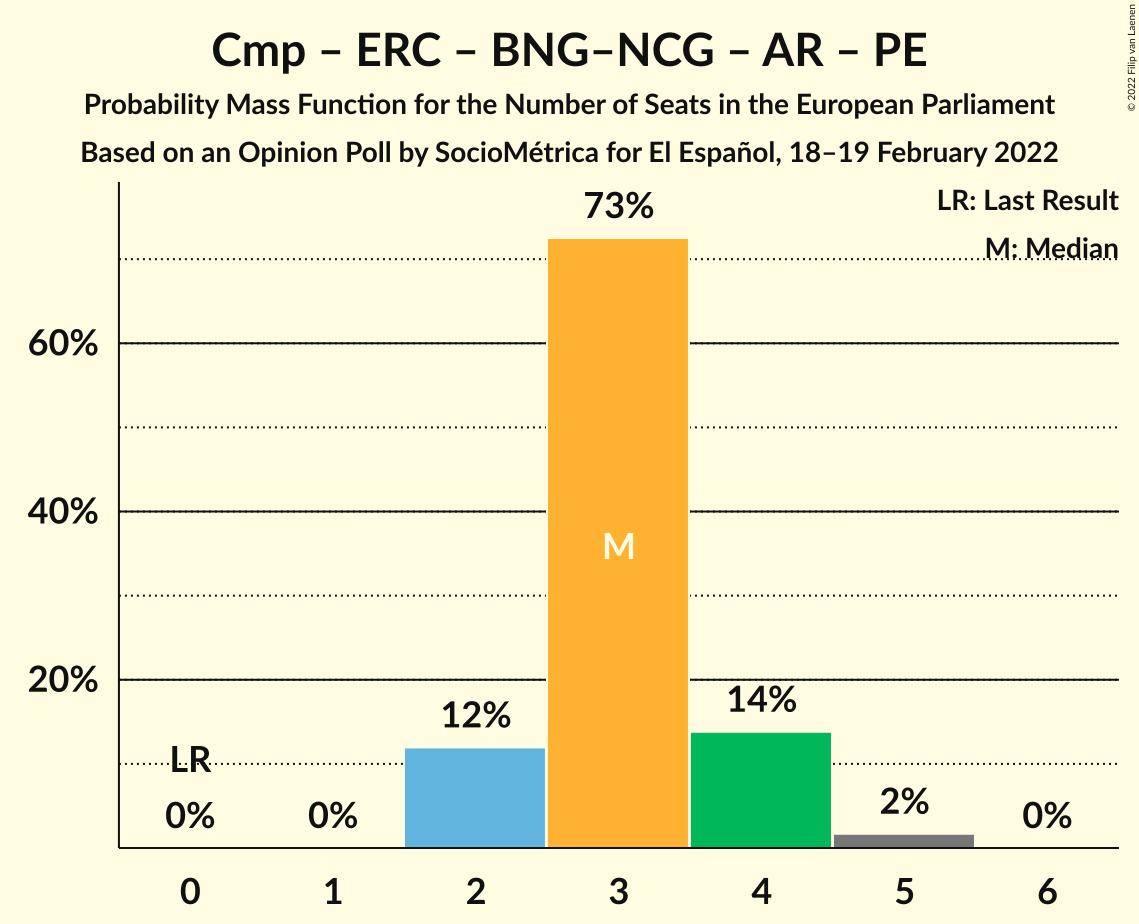 Cmp – ERC – BNG–NCG – AR – PE
Probability Mass Function for the Number of Seats in the European Parliament
Based on an Opinion Poll by SocioMétrica for El Español, 18–19 February 2022
© 2022 Filip van Laenen
LR: Last Result
M: Median
73%
60%
M
40%
20%
14%
12%
LR
2%
0%
0%
0%
0
1
2
3
4
5
6